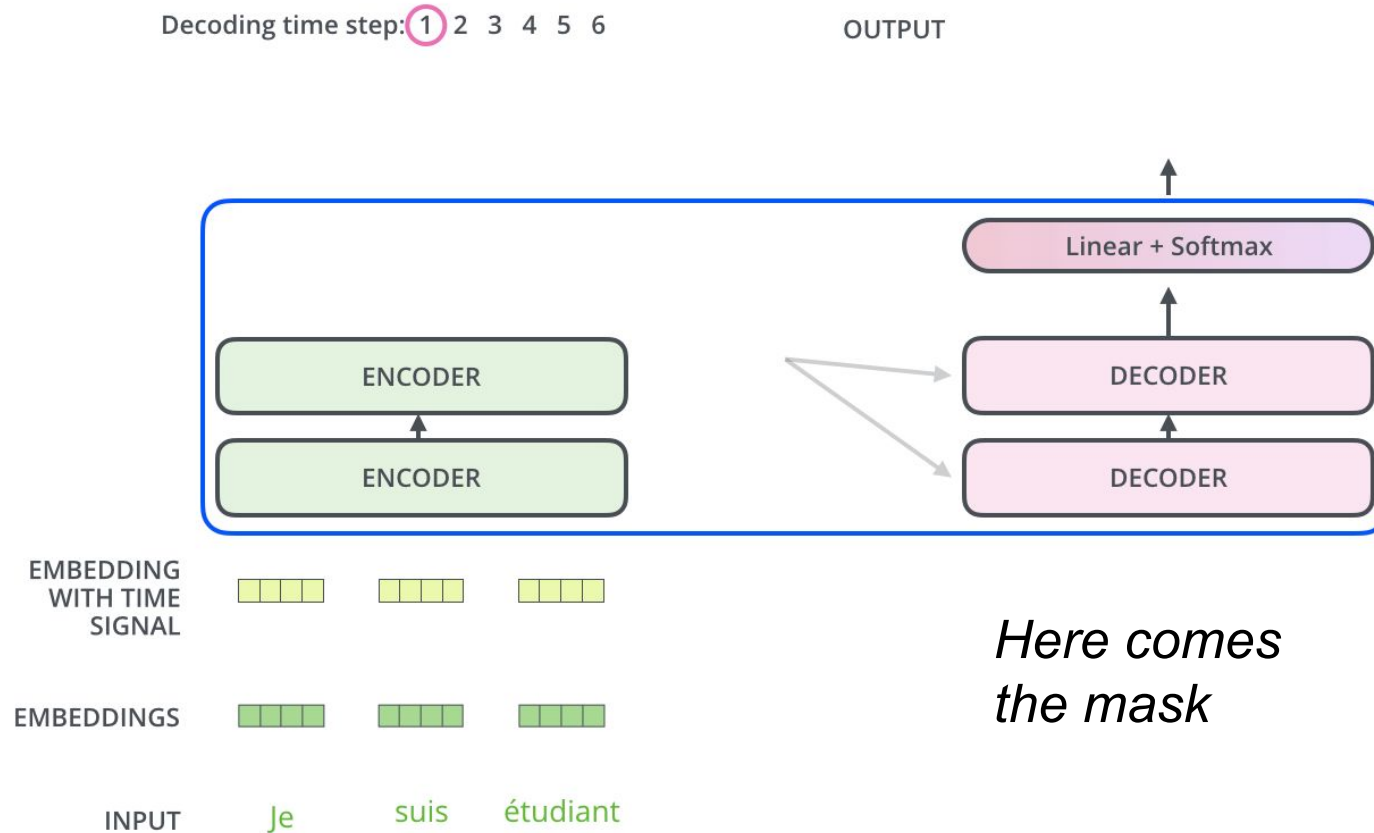 Decoding time step: 1 2 3 4 5 6
OUTPUT
Linear + Softmax
ENCODER
DECODER
ENCODER
DECODER
EMBEDDING
WITH TIME
SIGNAL
Here comes
the mask
EMBEDDINGS
INPUT
Je suis étudiant